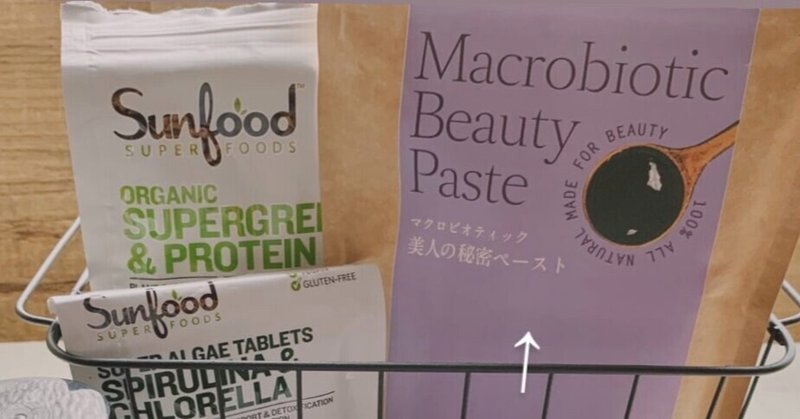 Sunfood™
SUPERFOODS
ORGANIC
SUPERGRE
& PROTEIN
Sunfood
SUPERFOODS
GLUTEN-FREE
SUPER ALGAE TABLETS
SPIRULINA &
CHLORELLA
Macrobiotic
Beauty
Paste
マクロビオティック
美人の秘密ペースト
100% ALL NATURAL MADE FOR BEAUTY